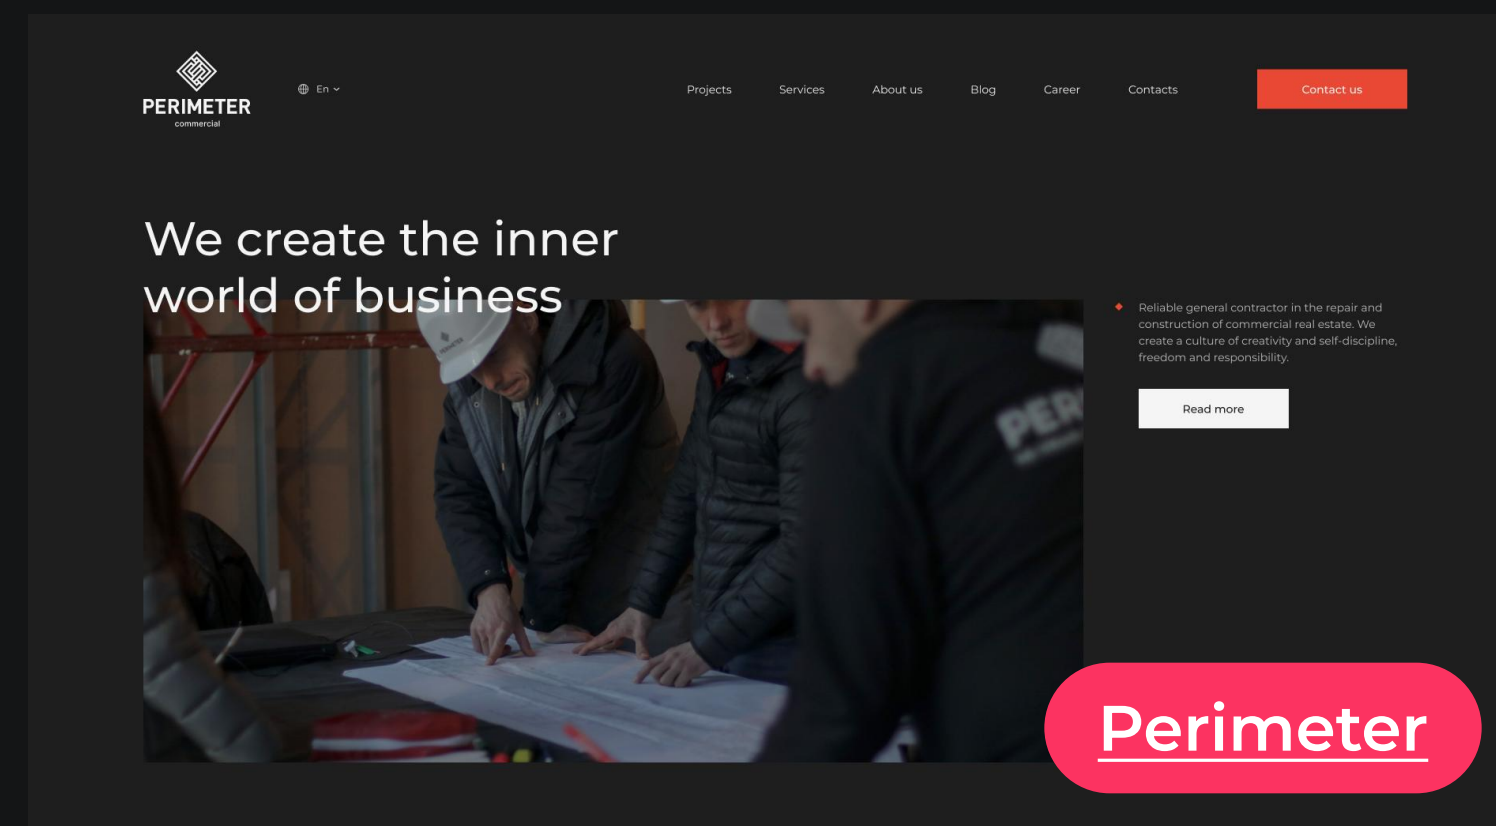 PERIMETER
commercial
En
Projects
Services
About us
Blog
Career
Contacts
Contact us
We create the inner
world of business
Reliable general contractor in the repair and
construction of commercial real estate. We
create a culture of creativity and self-discipline,
freedom and responsibility.
Read more
PERIMETER
Perimeter